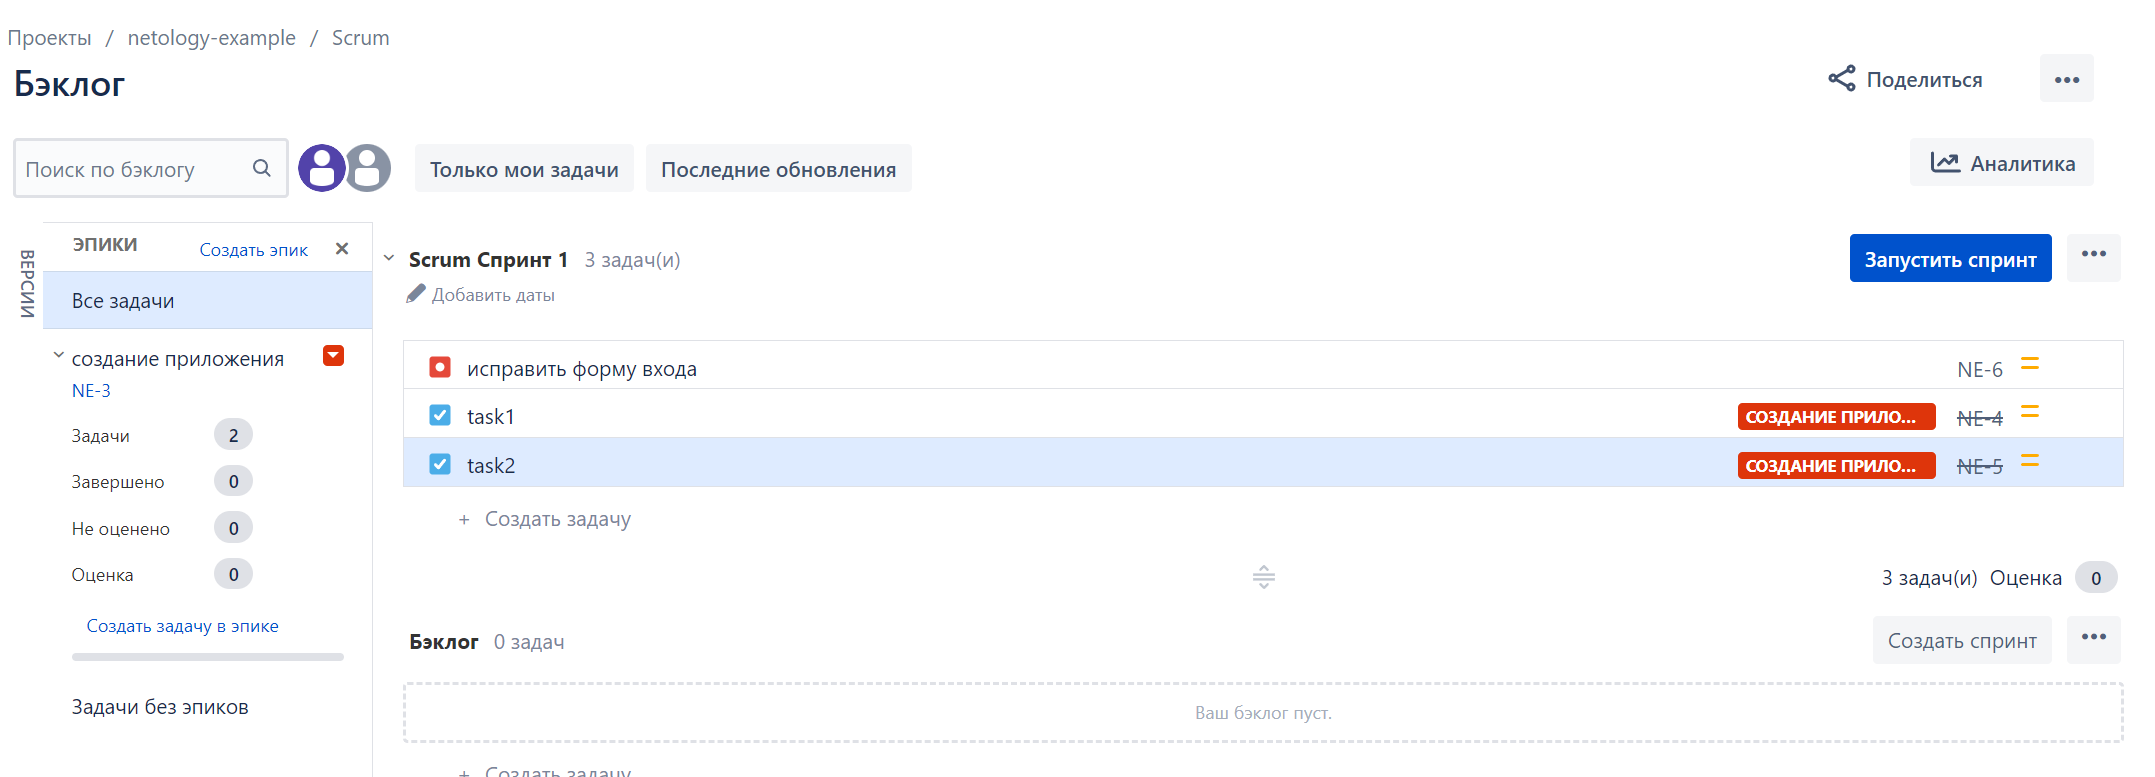 Проекты / netology-example / Scrum
Бэклог
Поделиться
Поиск по бэклогу
Только мои задачи
Последние обновления
Аналитика
ВЕРСИИ
ЭПИКИ
Создать эпик
Все задачи
создание приложения
NE-3
Задачи 2
Завершено 0
Не оценено 0
Оценка 0
Создать задачу в эпике
Задачи без эпиков
Scrum Спринт 1 3 задач(и)
Запустить спринт
Добавить даты
исправить форму входа NE-6
task1 СОЗДАНИЕ ПРИЛО... NE-4
task2 СОЗДАНИЕ ПРИЛО... NE-5
+ Создать задачу
3 задач(и) Оценка 0
Бэклог 0 задач
Создать спринт
Ваш бэклог пуст.
+ Создать задачу